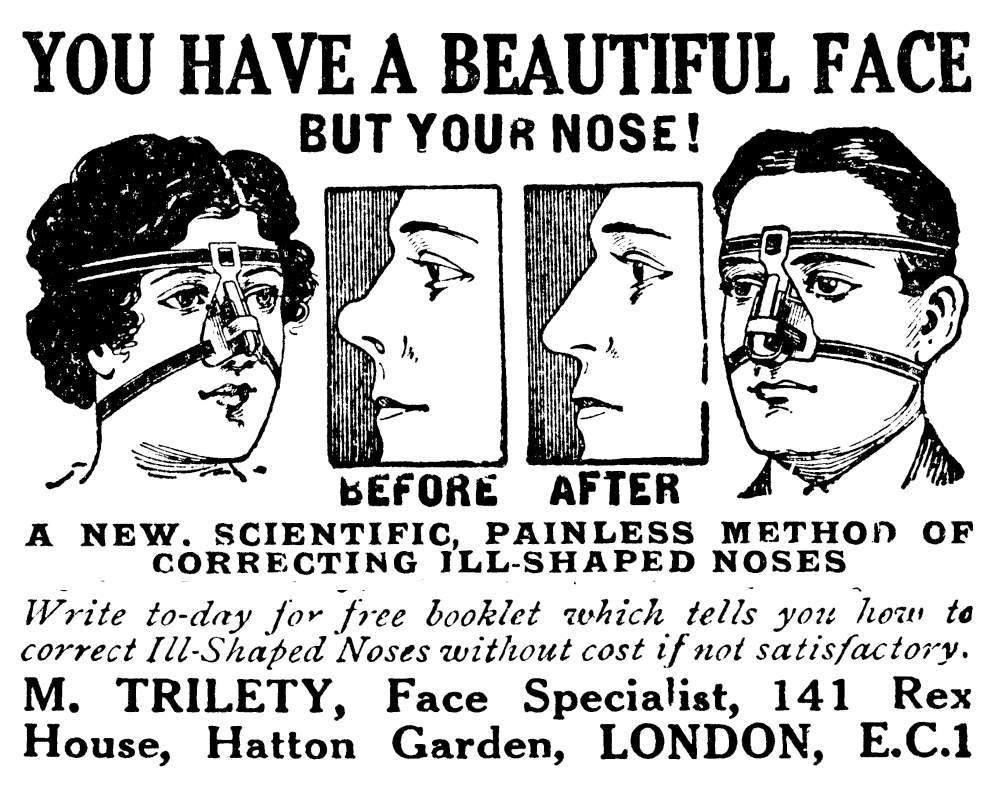 YOU HAVE A BEAUTIFUL FACE
BUT YOUR NOSE!
BEFORE AFTER
A NEW. SCIENTIFIC, PAINLESS METHOD OF
CORRECTING ILL-SHAPED NOSES
Write to-day for free booklet which tells you how to
correct Ill-Shaped Noses without cost if not satisfactory.
M. TRILETY, Face Specialist, 141 Rex
House, Hatton Garden, LONDON, E.C.1